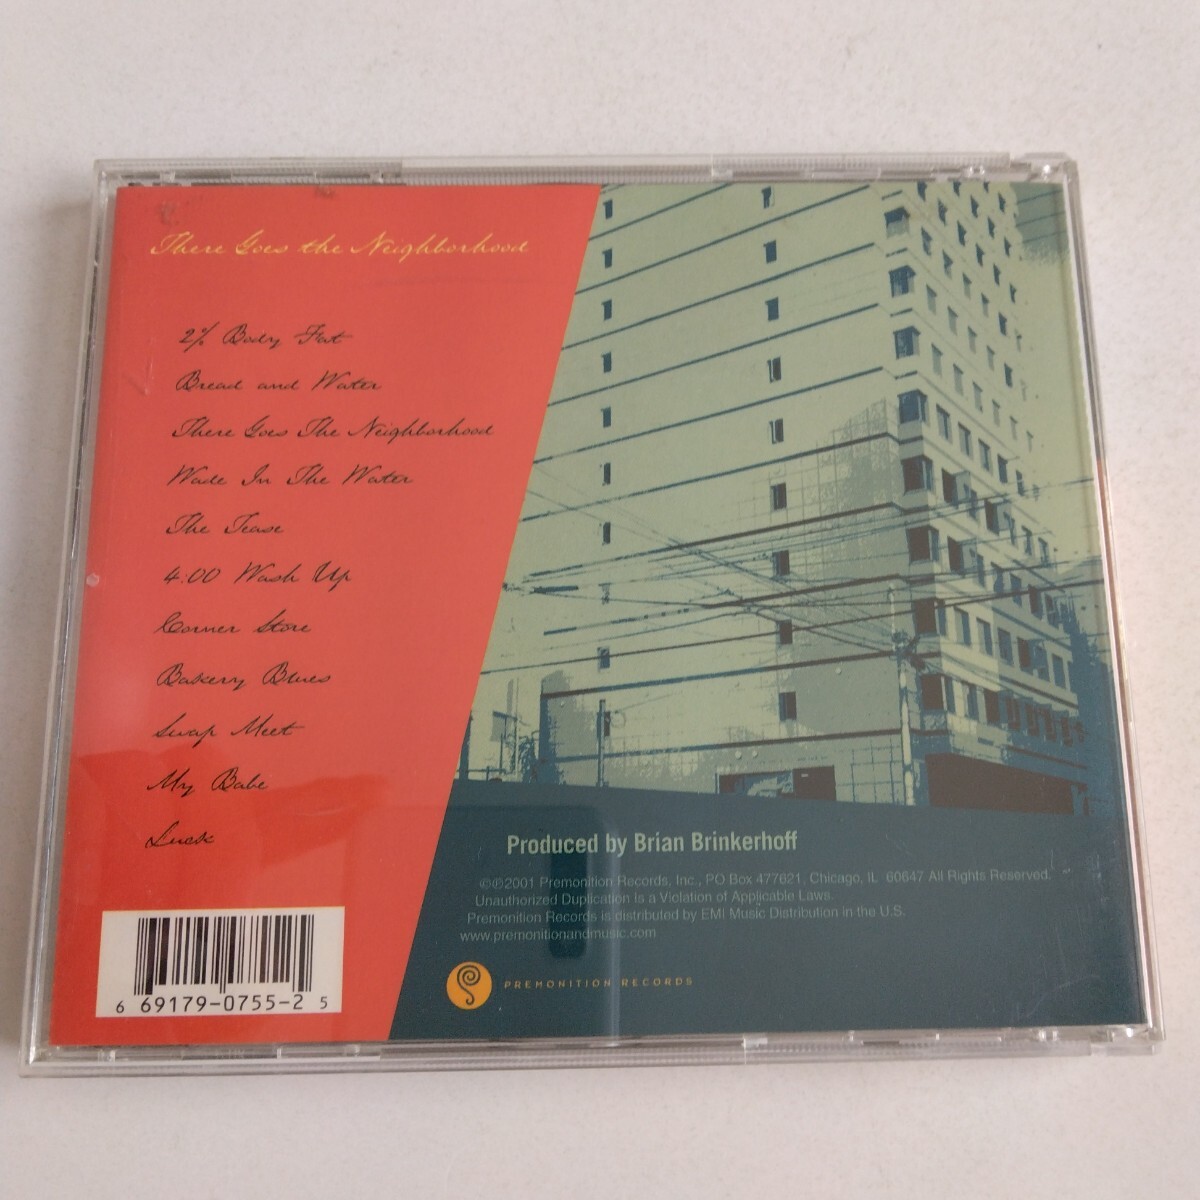 There Goes the Neighborhood
2% Body Fat
Bread and Water
There Goes The Neighborhood
Wade In The Water
The Tease
4:00 Wash Up
Corner Store
Bakery Blues
Swap Meet
My Babe
Luck
Produced by Brian Brinkerhoff
©℗2001 Premonition Records, Inc., PO Box 477621, Chicago, IL 60647 All Rights Reserved.
Unauthorized Duplication is a Violation of Applicable Laws.
Premonition Records is distributed by EMI Music Distribution in the U.S.
www.premonitionandmusic.com
PREMONITION RECORDS
6 69179-0755-2 5